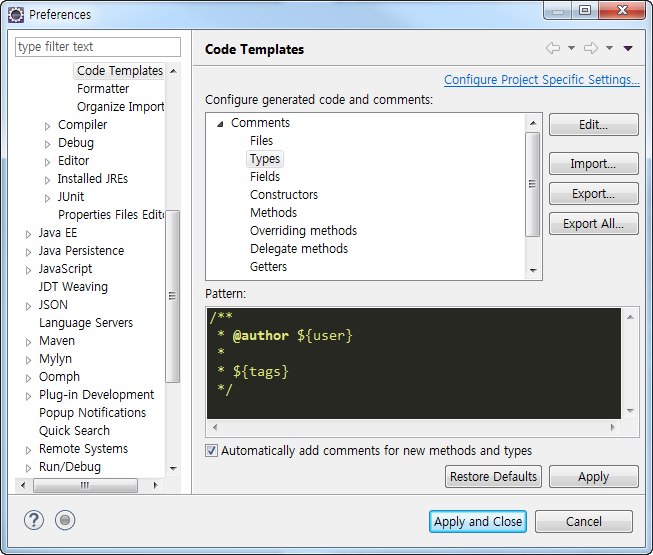 Preferences
type filter text
Code Templates
Formatter
Organize Import
Compiler
Debug
Editor
Installed JREs
JUnit
Properties Files Edito
Java EE
Java Persistence
JavaScript
JDT Weaving
JSON
Language Servers
Maven
Mylyn
Oomph
Plug-in Development
Popup Notifications
Quick Search
Remote Systems
Run/Debug
Code Templates
Configure Project Specific Settings...
Configure generated code and comments:
Comments
Files
Types
Fields
Constructors
Methods
Overriding methods
Delegate methods
Getters
Edit...
Import...
Export...
Export All...
Pattern:
/**
* @author ${user}
*
* ${tags}
*/
Automatically add comments for new methods and types
Restore Defaults
Apply
?
Apply and Close
Cancel